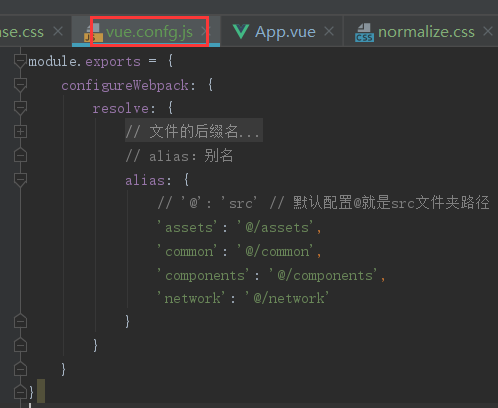 ase.css × vue.confg.js × App.vue × normalize.css ×
module.exports = {
configureWebpack: {
resolve: {
// 文件的后缀名...
// alias：别名
alias: {
// '@': 'src' // 默认配置@就是src文件夹路径
'assets': '@/assets',
'common': '@/common',
'components': '@/components',
'network': '@/network'
}
}
}
}